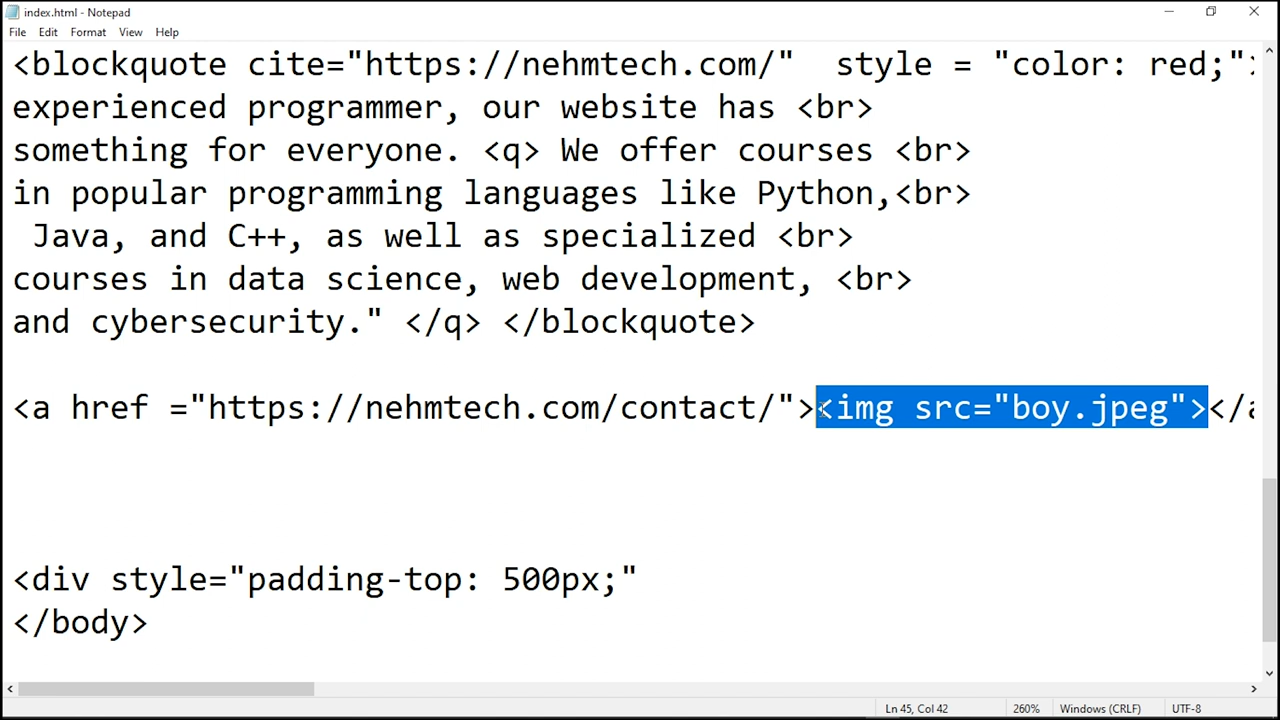 index.html - Notepad
File Edit Format View Help
<blockquote cite="https://nehmtech.com/"  style = "color: red;">
experienced programmer, our website has <br>
something for everyone. <q> We offer courses <br>
in popular programming languages like Python,<br>
 Java, and C++, as well as specialized <br>
courses in data science, web development, <br>
and cybersecurity." </q> </blockquote>
<a href ="https://nehmtech.com/contact/"><img src="boy.jpeg"></a
<div style="padding-top: 500px;"
</body>
Ln 45, Col 42 260% Windows (CRLF) UTF-8